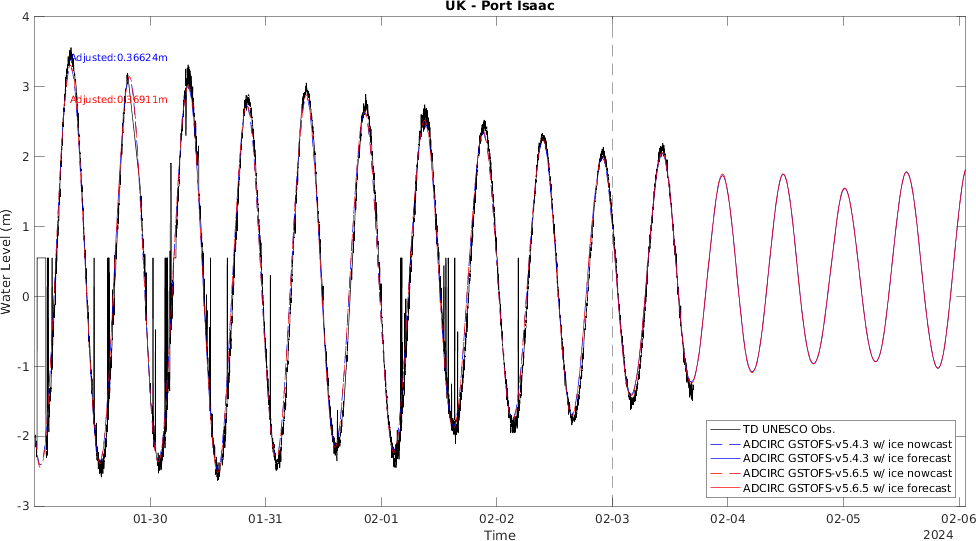 UK - Port Isaac
4
3
2
1
0
-1
-2
-3
Water Level (m)
Adjusted:0.36624m
Adjusted:0.36911m
TD UNESCO Obs.
ADCIRC GSTOFS-v5.4.3 w/ ice nowcast
ADCIRC GSTOFS-v5.4.3 w/ ice forecast
ADCIRC GSTOFS-v5.6.5 w/ ice nowcast
ADCIRC GSTOFS-v5.6.5 w/ ice forecast
01-30
01-31
02-01
02-02
02-03
02-04
02-05
02-06
Time
2024